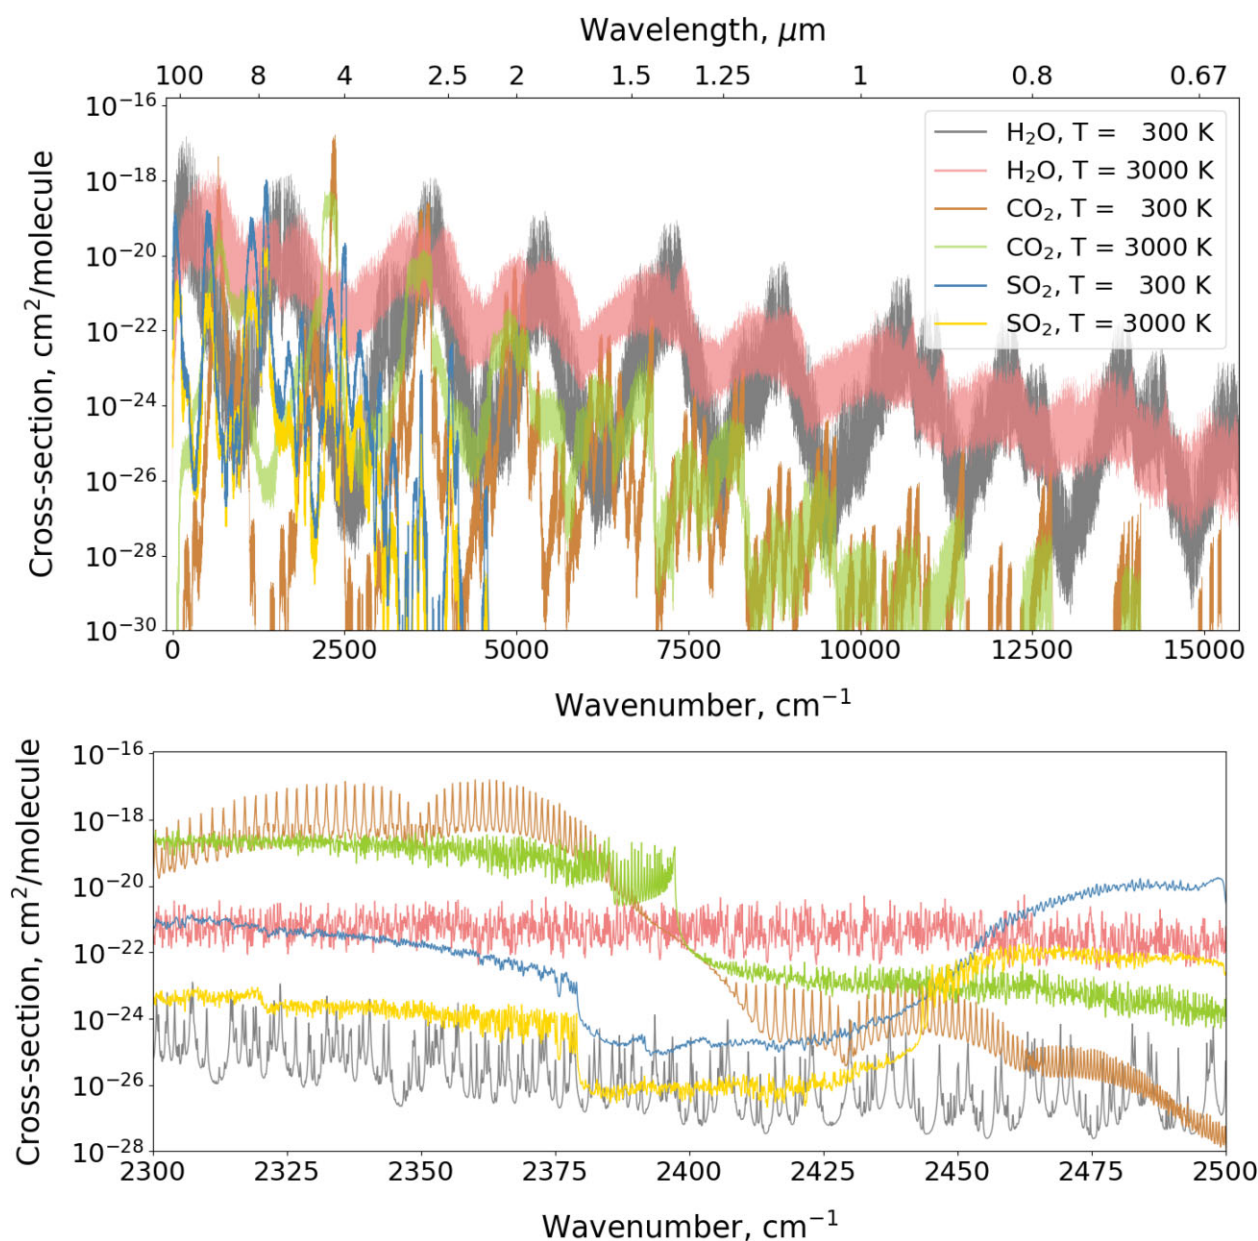 Wavelength, μm
100 8 4 2.5 2 1.5 1.25 1 0.8 0.67
Cross-section, cm²/molecule
10⁻¹⁶
10⁻¹⁸
10⁻²⁰
10⁻²²
10⁻²⁴
10⁻²⁶
10⁻²⁸
10⁻³⁰
H₂O, T = 300 K
H₂O, T = 3000 K
CO₂, T = 300 K
CO₂, T = 3000 K
SO₂, T = 300 K
SO₂, T = 3000 K
0 2500 5000 7500 10000 12500 15000
Wavenumber, cm⁻¹
Cross-section, cm²/molecule
10⁻¹⁶
10⁻¹⁸
10⁻²⁰
10⁻²²
10⁻²⁴
10⁻²⁶
10⁻²⁸
2300 2325 2350 2375 2400 2425 2450 2475 2500
Wavenumber, cm⁻¹